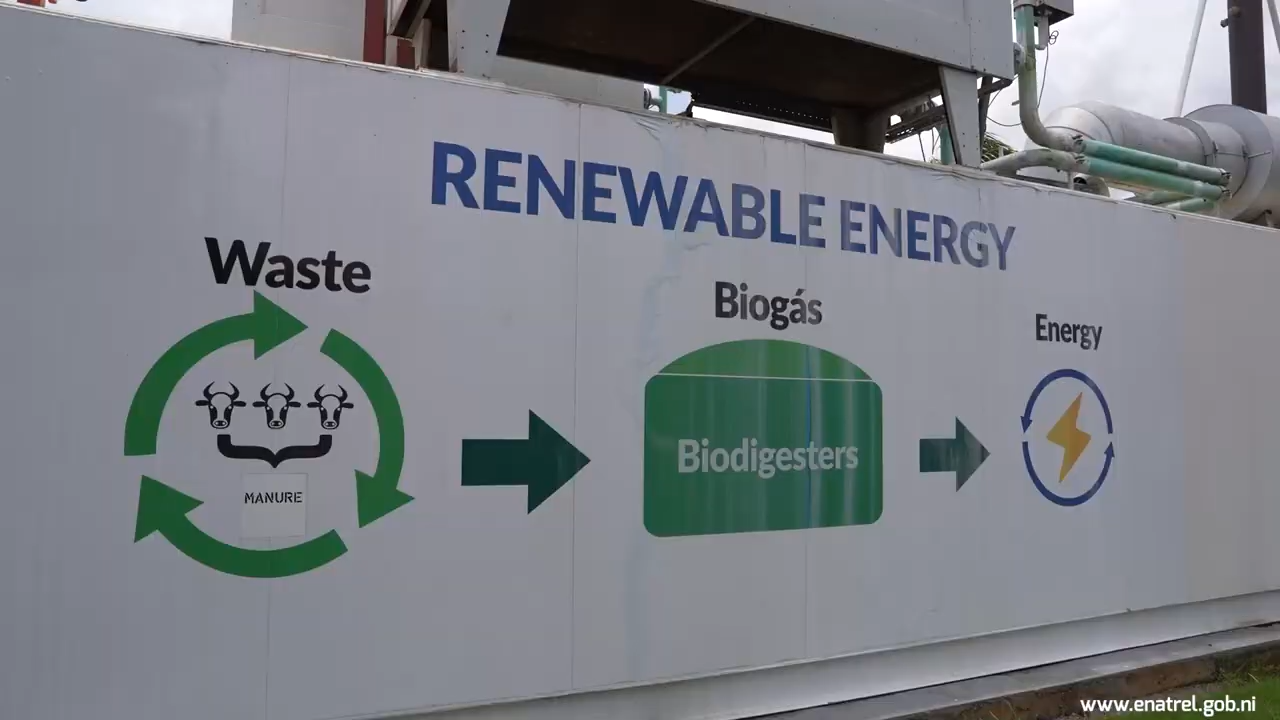 RENEWABLE ENERGY
Waste
MANURE
Biogás
Biodigesters
Energy
www.enatrel.gob.ni